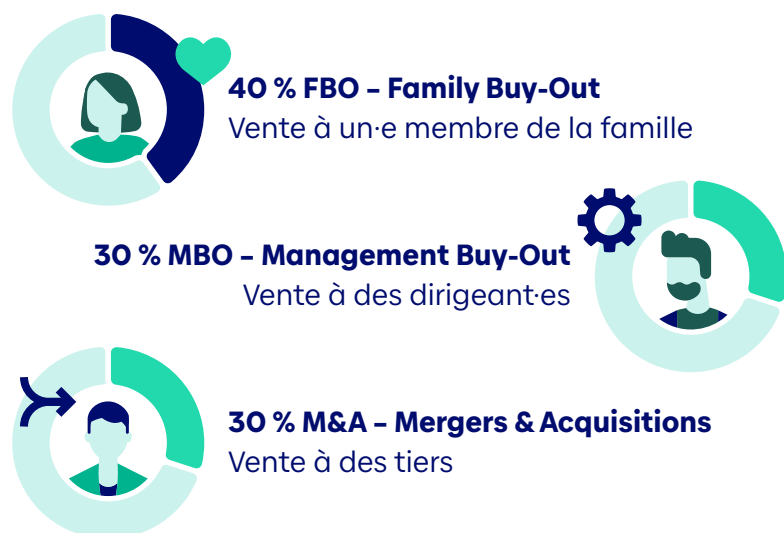 40 % FBO – Family Buy-Out
Vente à un·e membre de la famille
30 % MBO – Management Buy-Out
Vente à des dirigeant·es
30 % M&A – Mergers & Acquisitions
Vente à des tiers